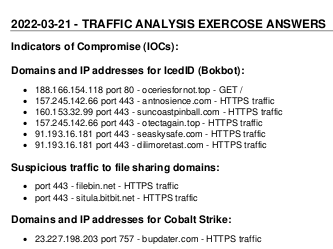 2022-03-21 - TRAFFIC ANALYSIS EXERCOSE ANSWERS
Indicators of Compromise (IOCs):
Domains and IP addresses for IcedID (Bokbot):
• 188.166.154.118 port 80 - oceriesfornot.top - GET /
• 157.245.142.66 port 443 - antnosience.com - HTTPS traffic
• 160.153.32.99 port 443 - suncoastpinball.com - HTTPS traffic
• 157.245.142.66 port 443 - otectagain.top - HTTPS traffic
• 91.193.16.181 port 443 - seaskysafe.com - HTTPS traffic
• 91.193.16.181 port 443 - dilimoretast.com - HTTPS traffic
Suspicious traffic to file sharing domains:
• port 443 - filebin.net - HTTPS traffic
• port 443 - situla.bitbit.net - HTTPS traffic
Domains and IP addresses for Cobalt Strike:
• 23.227.198.203 port 757 - bupdater.com - HTTPS traffic